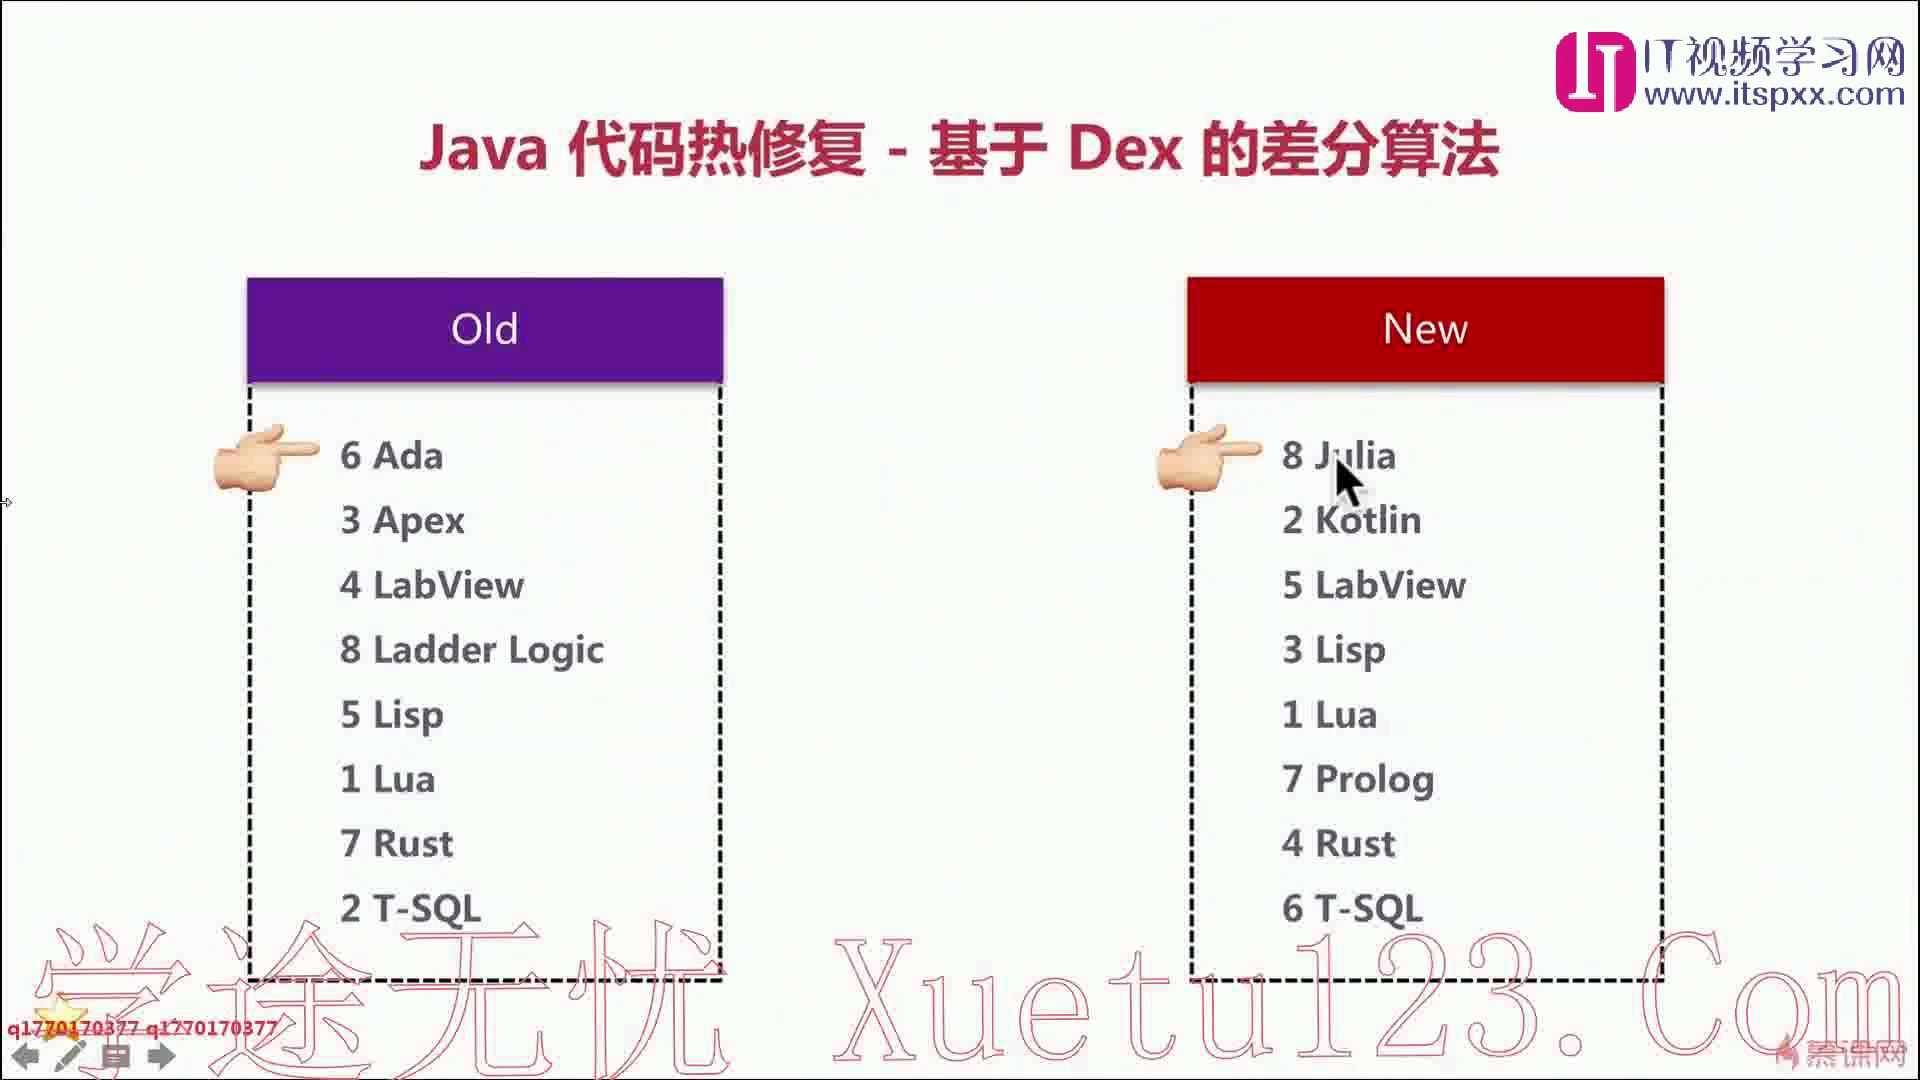 IT视频学习网
www.itspxx.com
Java 代码热修复 - 基于 Dex 的差分算法
Old
6 Ada
3 Apex
4 LabView
8 Ladder Logic
5 Lisp
1 Lua
7 Rust
2 T-SQL
New
8 Julia
2 Kotlin
5 LabView
3 Lisp
1 Lua
7 Prolog
4 Rust
6 T-SQL
学途无忧 Xuetu123.Com
q1770170377 q1770170377
慕课网